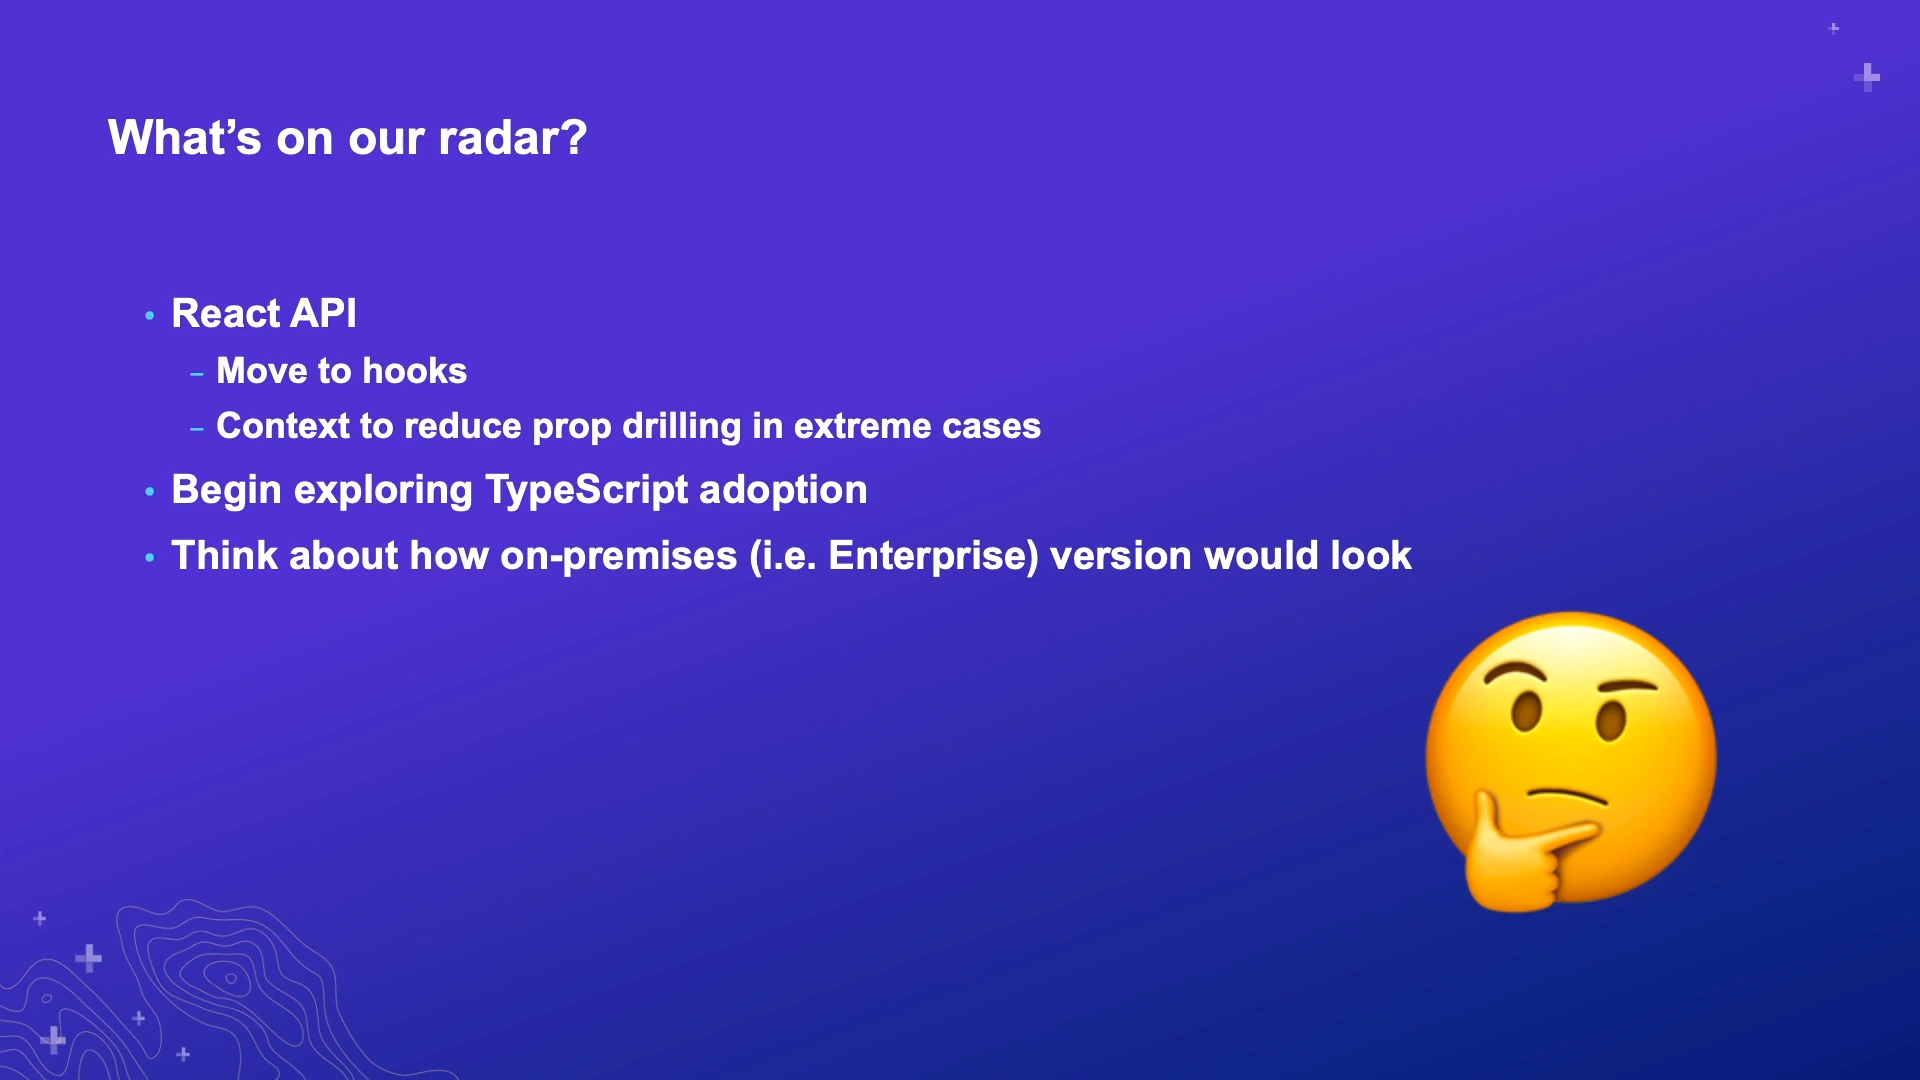 What’s on our radar?
• React API
– Move to hooks
– Context to reduce prop drilling in extreme cases
• Begin exploring TypeScript adoption
• Think about how on-premises (i.e. Enterprise) version would look